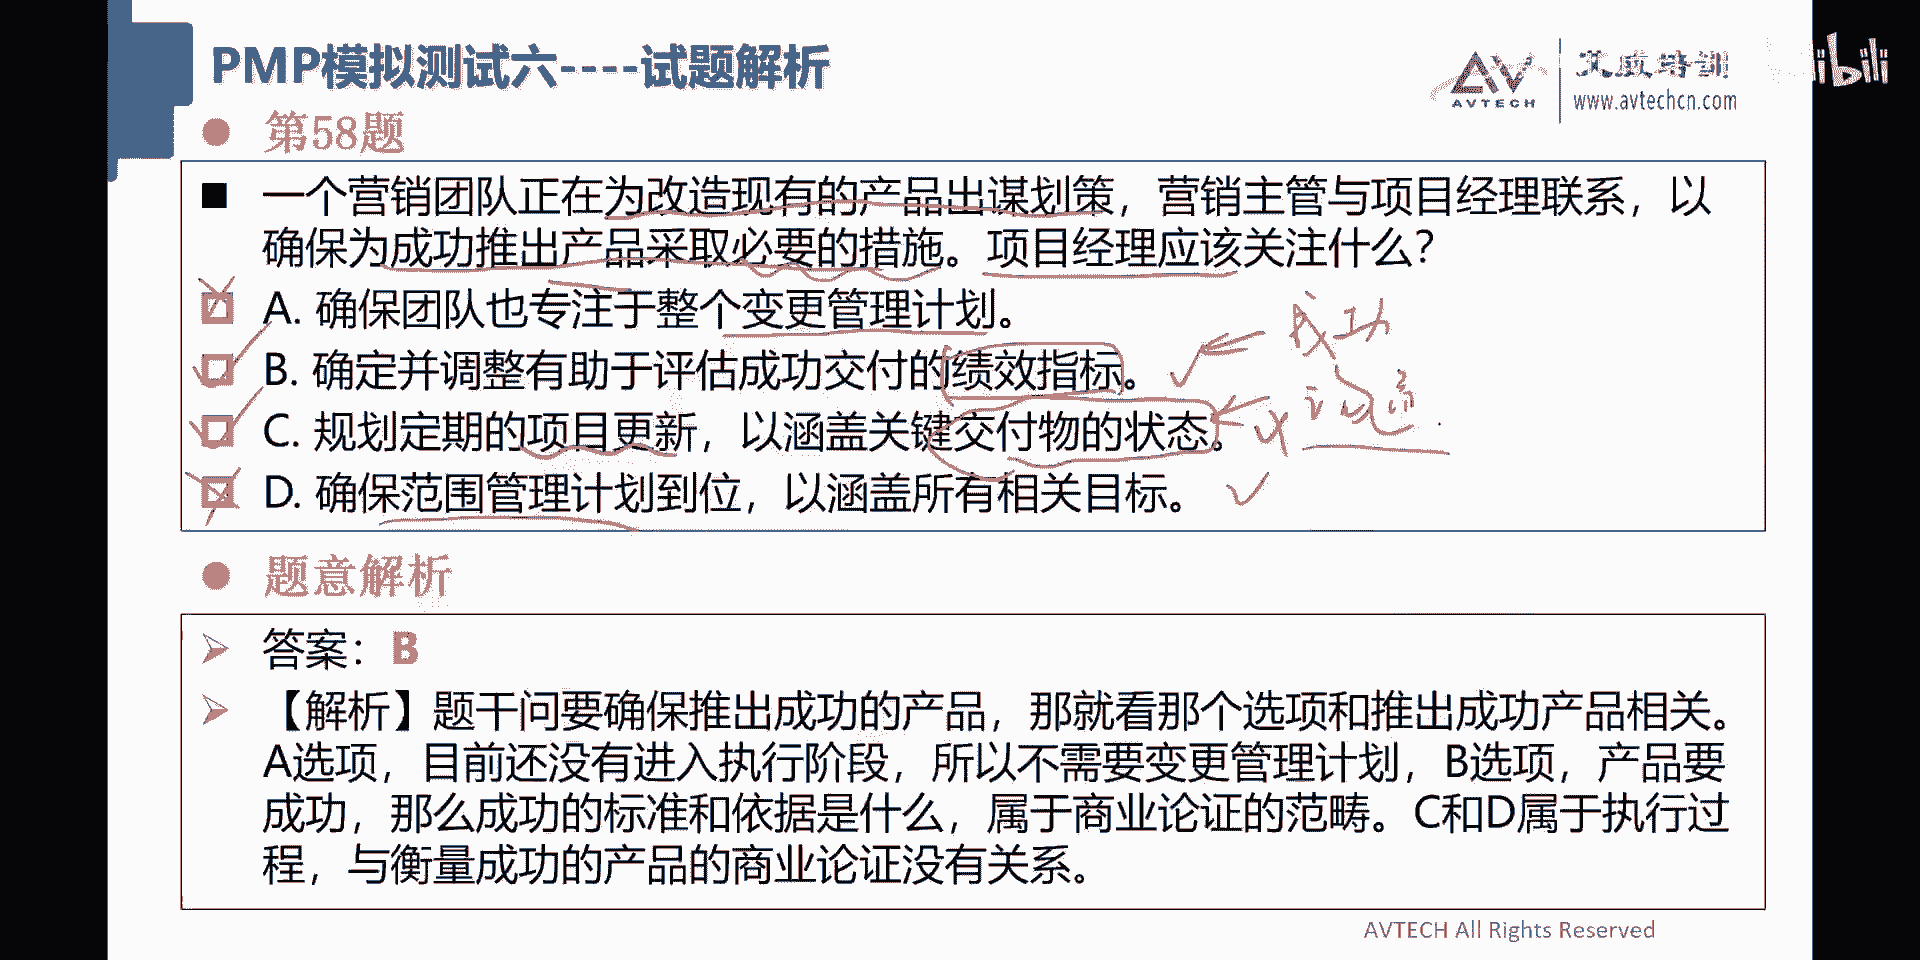 PMP模拟测试六----试题解析
AVTECH
艾威培训
www.avtechcn.com
bili
第58题
一个营销团队正在为改造现有的产品出谋划策，营销主管与项目经理联系，以
确保为成功推出产品采取必要的措施。项目经理应该关注什么？
A. 确保团队也专注于整个变更管理计划。
B. 确定并调整有助于评估成功交付的绩效指标。
C. 规划定期的项目更新，以涵盖关键交付物的状态。
D. 确保范围管理计划到位，以涵盖所有相关目标。
成功
题意解析
答案：B
【解析】题干问要确保推出成功的产品，那就看那个选项和推出成功产品相关。
A选项，目前还没有进入执行阶段，所以不需要变更管理计划，B选项，产品要
成功，那么成功的标准和依据是什么，属于商业论证的范畴。C和D属于执行过
程，与衡量成功的产品的商业论证没有关系。
AVTECH All Rights Reserved